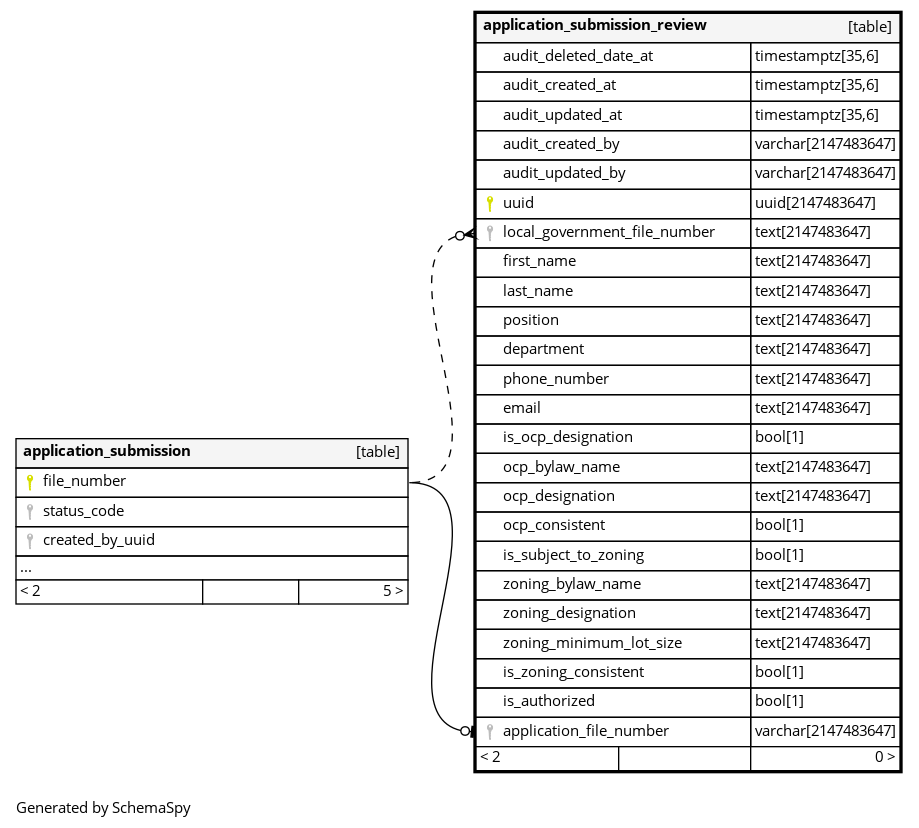 application_submission_review [table]
audit_deleted_date_at timestamptz[35,6]
audit_created_at timestamptz[35,6]
audit_updated_at timestamptz[35,6]
audit_created_by varchar[2147483647]
audit_updated_by varchar[2147483647]
uuid uuid[2147483647]
local_government_file_number text[2147483647]
first_name text[2147483647]
last_name text[2147483647]
position text[2147483647]
department text[2147483647]
phone_number text[2147483647]
email text[2147483647]
is_ocp_designation bool[1]
ocp_bylaw_name text[2147483647]
ocp_designation text[2147483647]
ocp_consistent bool[1]
is_subject_to_zoning bool[1]
zoning_bylaw_name text[2147483647]
zoning_designation text[2147483647]
zoning_minimum_lot_size text[2147483647]
is_zoning_consistent bool[1]
is_authorized bool[1]
application_file_number varchar[2147483647]
< 2 0 >
application_submission [table]
file_number
status_code
created_by_uuid
...
< 2 5 >
Generated by SchemaSpy